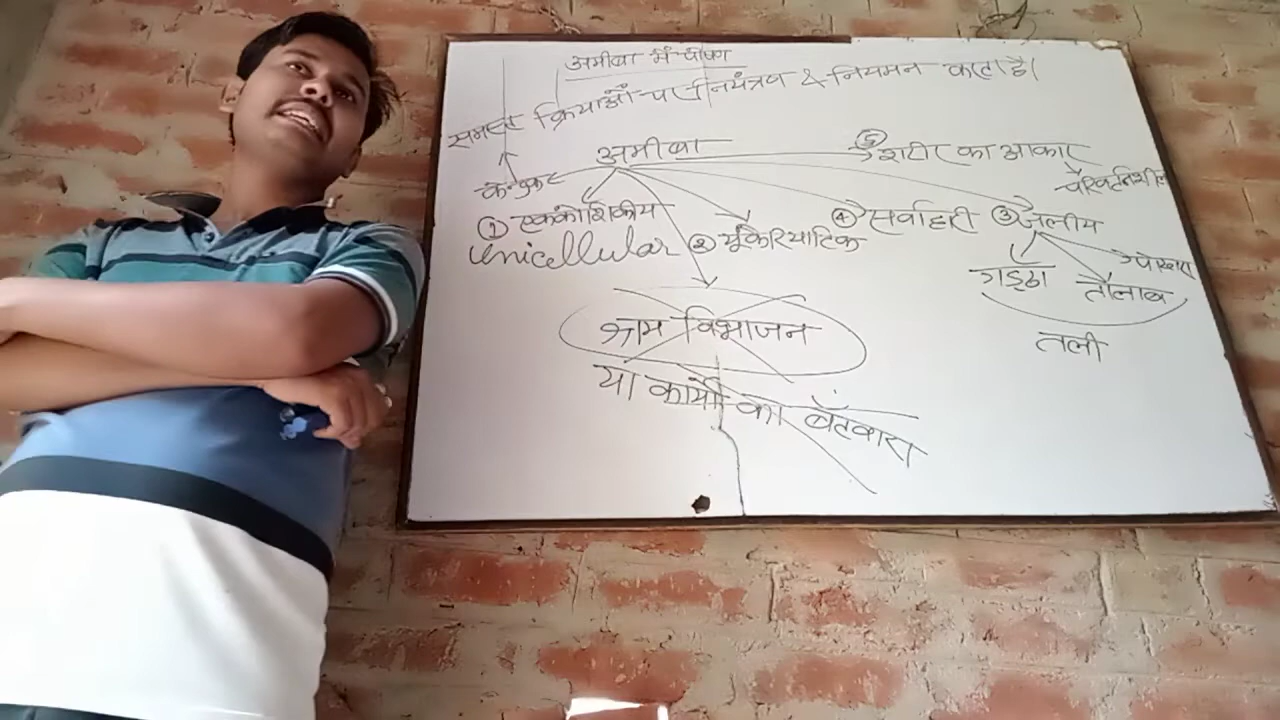 अमीबा में पोषण
समस्त क्रियाओं पर नियंत्रण & नियमन करता है।
अमीबा
⑤ शरीर का आकार
परिवर्तनशील
केन्द्रक
① एककोशिकीय
unicellular
② यूकैरियोटिक
④ सर्वाहारी
③ जलीय
गड्ढा
तालाब
पोखरा
तली
श्रम विभाजन
या कार्यों का बँटवारा